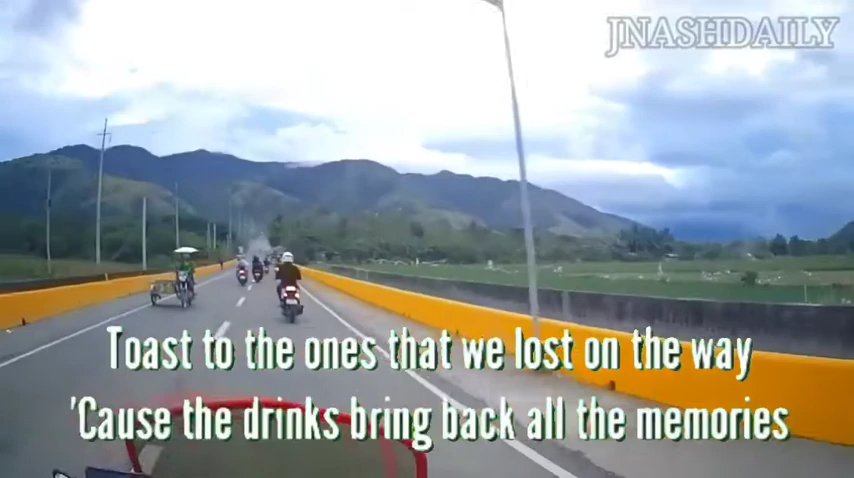 JNASHDAILY
Toast to the ones that we lost on the way
'Cause the drinks bring back all the memories